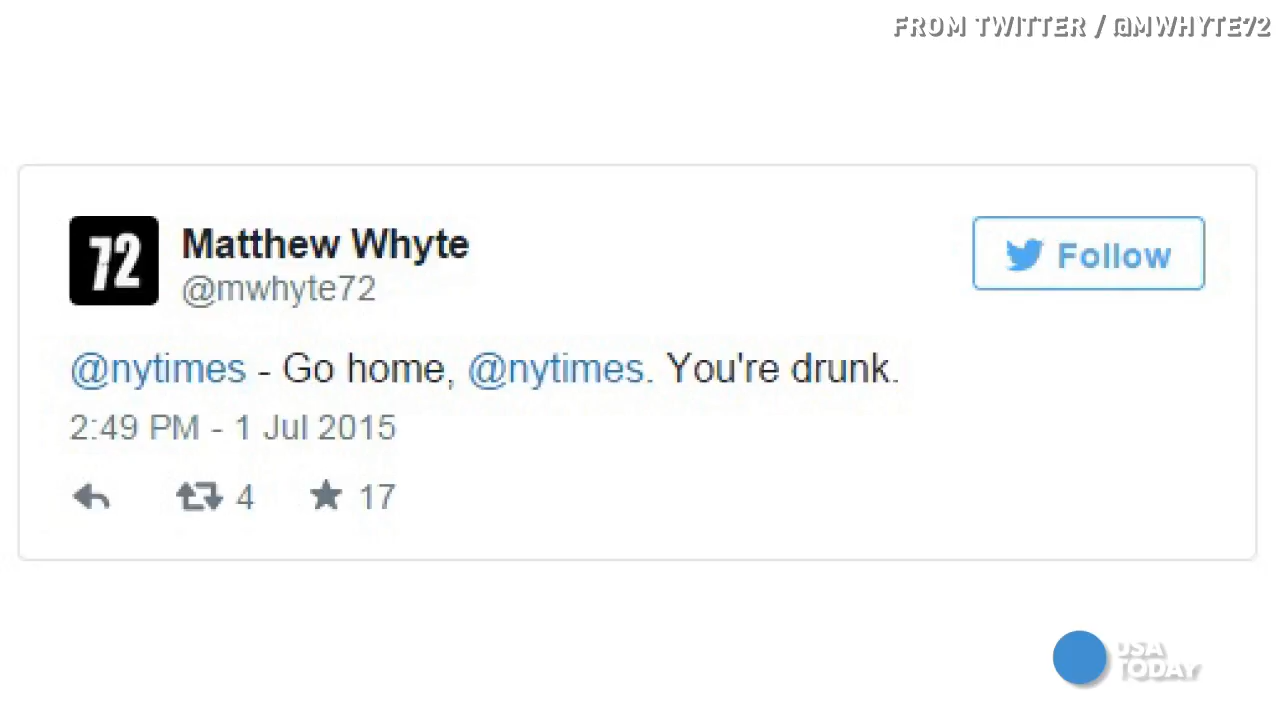 FROM TWITTER / @MWHYTE72
72
Matthew Whyte
@mwhyte72
Follow
@nytimes - Go home, @nytimes. You're drunk.
2:49 PM - 1 Jul 2015
4
17
USA
TODAY